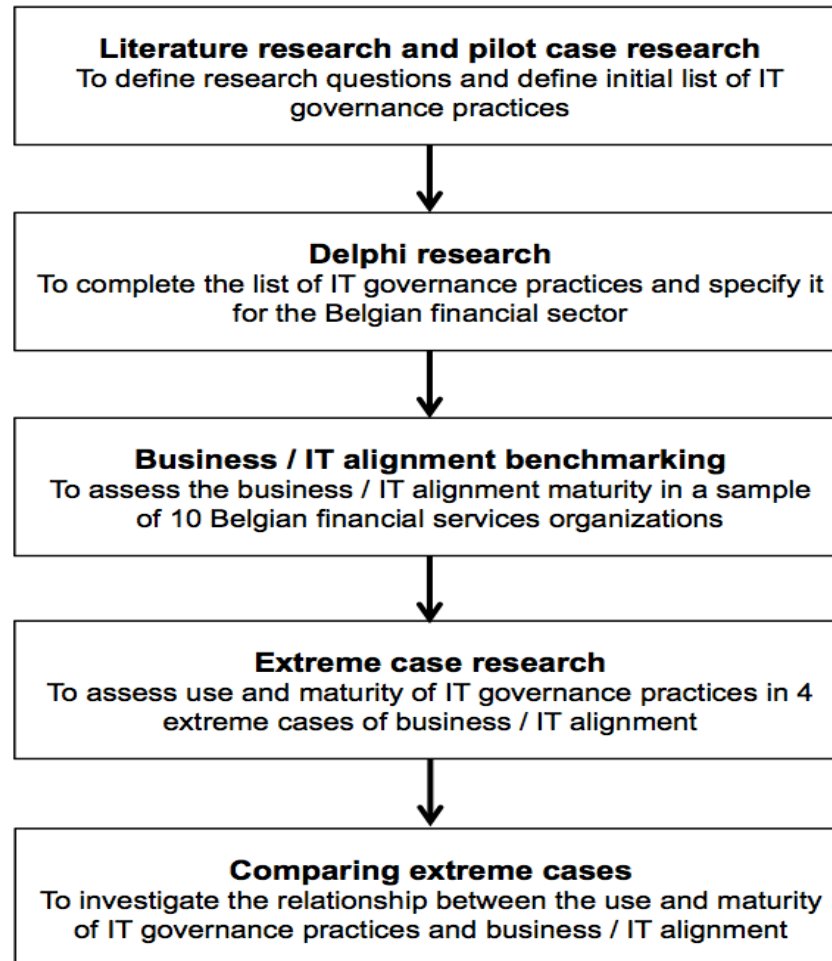 Literature research and pilot case research
To define research questions and define initial list of IT
governance practices
Delphi research
To complete the list of IT governance practices and specify it
for the Belgian financial sector
Business / IT alignment benchmarking
To assess the business / IT alignment maturity in a sample
of 10 Belgian financial services organizations
Extreme case research
To assess use and maturity of IT governance practices in 4
extreme cases of business / IT alignment
Comparing extreme cases
To investigate the relationship between the use and maturity
of IT governance practices and business / IT alignment